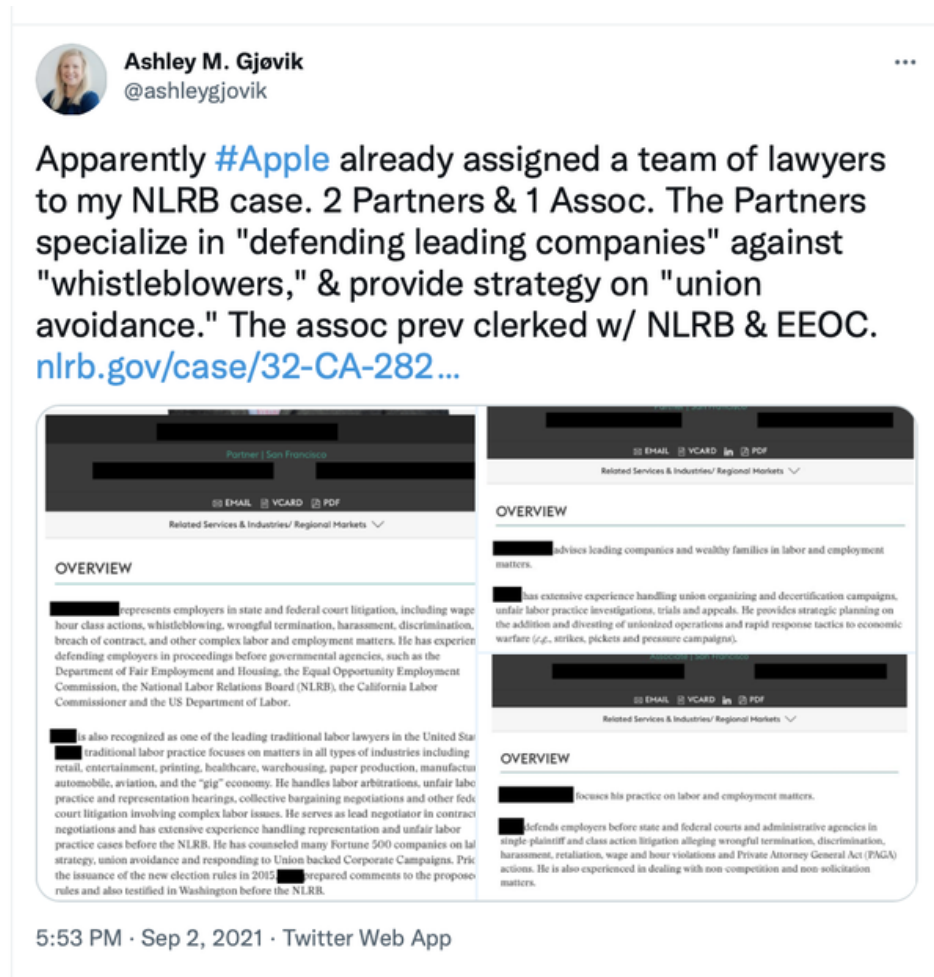 Ashley M. Gjøvik
@ashleygjovik
Apparently #Apple already assigned a team of lawyers
to my NLRB case. 2 Partners & 1 Assoc. The Partners
specialize in "defending leading companies" against
"whistleblowers," & provide strategy on "union
avoidance." The assoc prev clerked w/ NLRB & EEOC.
nlrb.gov/case/32-CA-282…
Partner | San Francisco
EMAIL VCARD PDF
Related Services & Industries/ Regional Markets
OVERVIEW
represents employers in state and federal court litigation, including wage
hour class actions, whistleblowing, wrongful termination, harassment, discrimination,
breach of contract, and other complex labor and employment matters. He has experien
defending employers in proceedings before governmental agencies, such as the
Department of Fair Employment and Housing, the Equal Opportunity Employment
Commission, the National Labor Relations Board (NLRB), the California Labor
Commissioner and the US Department of Labor.
is also recognized as one of the leading traditional labor lawyers in the United Stat
traditional labor practice focuses on matters in all types of industries including
retail, entertainment, printing, healthcare, warehousing, paper production, manufactur
automobile, aviation, and the "gig" economy. He handles labor arbitrations, unfair labo
practice and representation hearings, collective bargaining negotiations and other fede
court litigation involving complex labor issues. He serves as lead negotiator in contract
negotiations and has extensive experience handling representation and unfair labor
practice cases before the NLRB. He has counseled many Fortune 500 companies on lab
strategy, union avoidance and responding to Union backed Corporate Campaigns. Prio
the issuance of the new election rules in 2015, prepared comments to the propose
rules and also testified in Washington before the NLRB.
Partner | San Francisco
EMAIL VCARD in PDF
Related Services & Industries/ Regional Markets
OVERVIEW
advises leading companies and wealthy families in labor and employment
matters.
has extensive experience handling union organizing and decertification campaigns,
unfair labor practice investigations, trials and appeals. He provides strategic planning on
the addition and divesting of unionized operations and rapid response tactics to economic
warfare (e.g., strikes, pickets and pressure campaigns).
Associate | San Francisco
EMAIL VCARD in PDF
Related Services & Industries/ Regional Markets
OVERVIEW
focuses his practice on labor and employment matters.
defends employers before state and federal courts and administrative agencies in
single-plaintiff and class action litigation alleging wrongful termination, discrimination,
harassment, retaliation, wage and hour violations and Private Attorney General Act (PAGA)
actions. He is also experienced in dealing with non-competition and non-solicitation
matters.
5:53 PM · Sep 2, 2021 · Twitter Web App